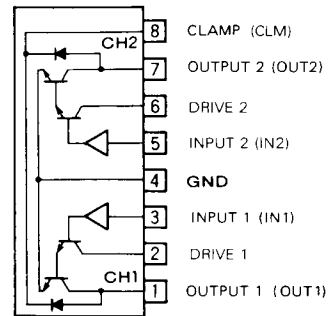 CH2
8 CLAMP (CLM)
7 OUTPUT 2 (OUT2)
6 DRIVE 2
5 INPUT 2 (IN2)
4 GND
3 INPUT 1 (IN1)
2 DRIVE 1
CH1
1 OUTPUT 1 (OUT1)